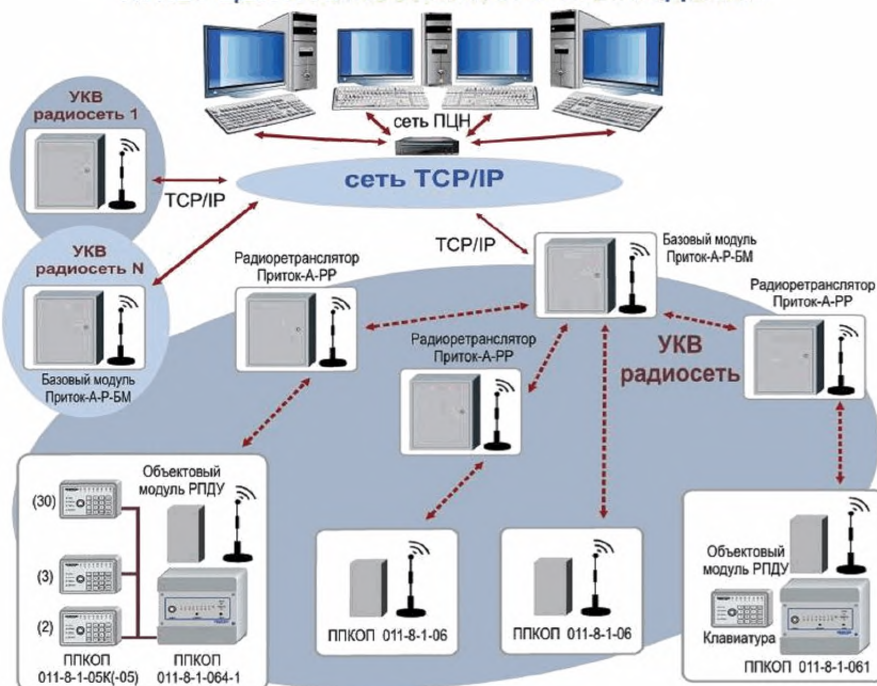 сеть ПЦН
УКВ
радиосеть 1
TCP/IP
сеть TCP/IP
УКВ
радиосеть N
Базовый модуль
Приток-А-Р-БМ
TCP/IP
Радиоретранслятор
Приток-А-РР
Базовый модуль
Приток-А-Р-БМ
Радиоретранслятор
Приток-А-РР
Радиоретранслятор
Приток-А-РР
УКВ
радиосеть
Объектовый
модуль РПДУ
(30)
(3)
(2)
ППКОП
011-8-1-05К(-05)
ППКОП
011-8-1-064-1
ППКОП 011-8-1-06
ППКОП 011-8-1-06
Объектовый
модуль РПДУ
Клавиатура
ППКОП 011-8-1-061